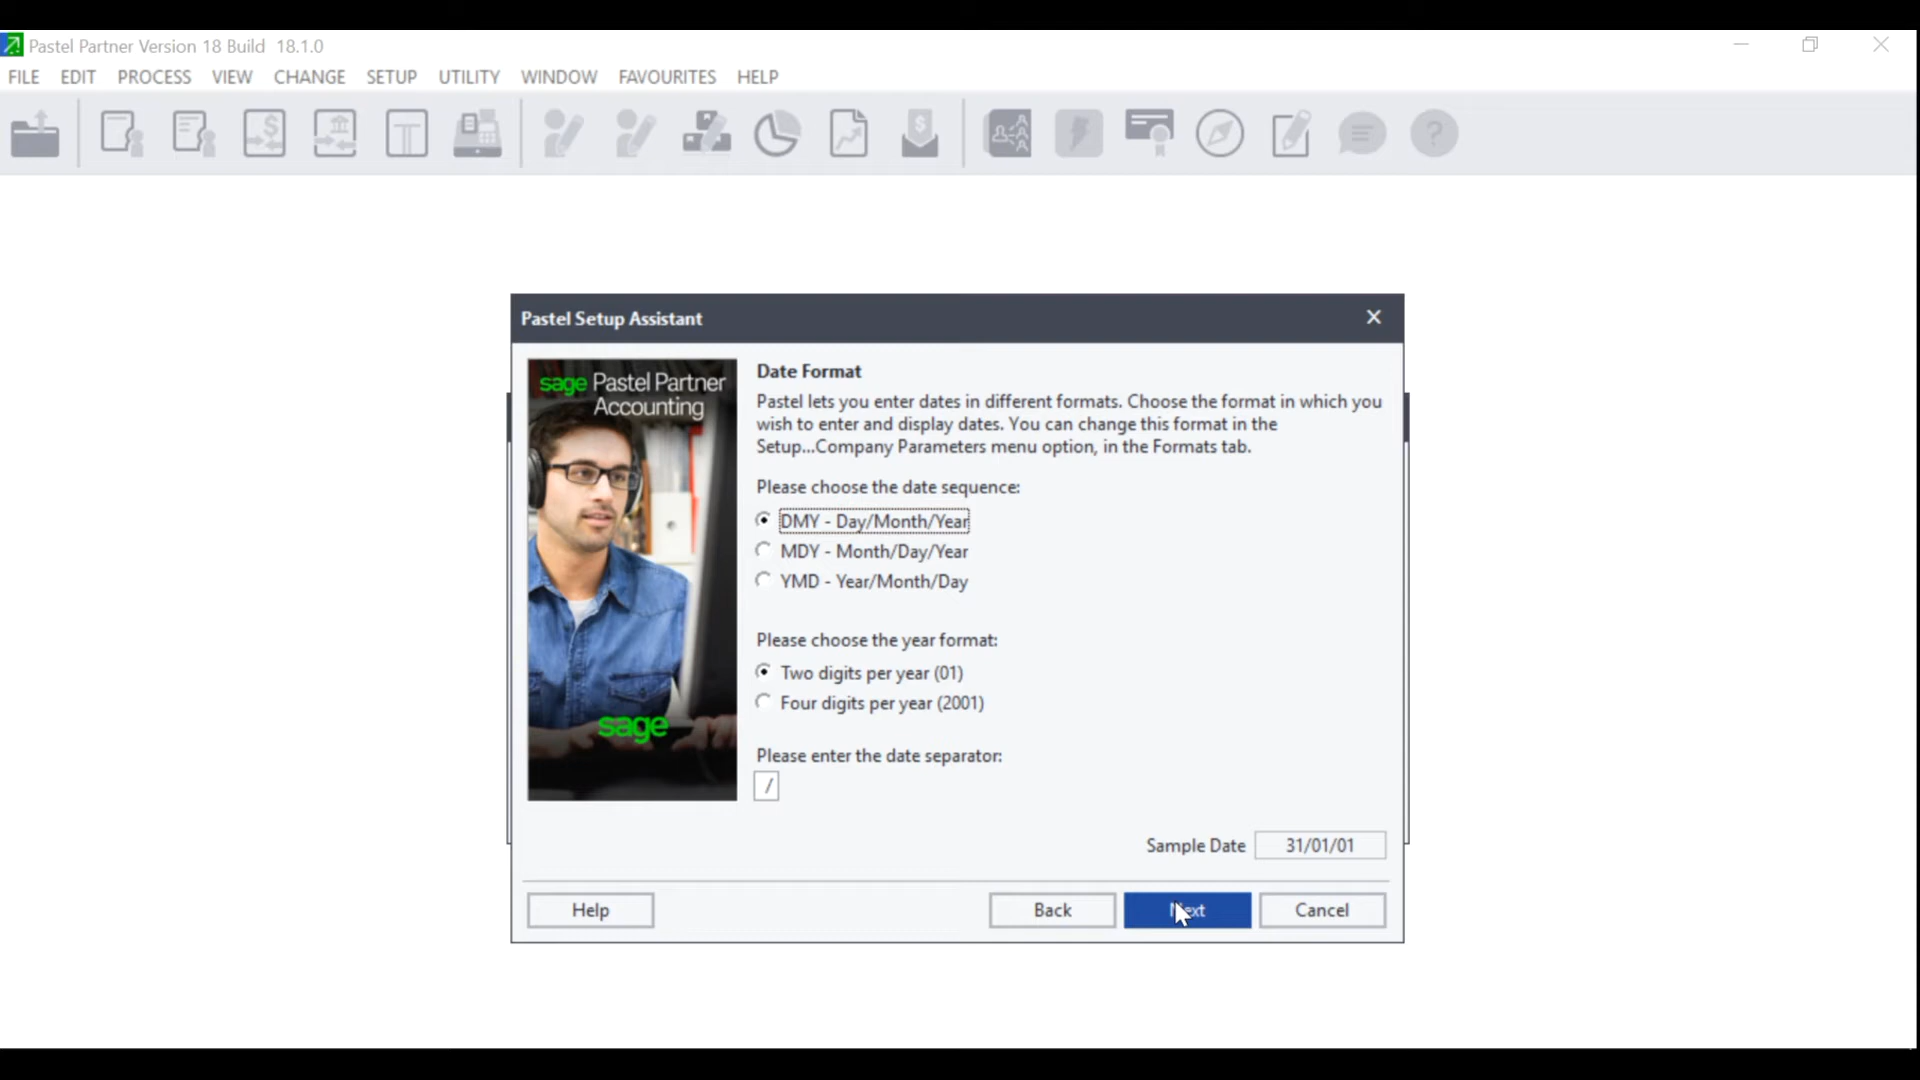 Pastel Partner Version 18 Build 18.1.0
FILE EDIT PROCESS VIEW CHANGE SETUP UTILITY WINDOW FAVOURITES HELP
Pastel Setup Assistant
sage Pastel Partner
Accounting
sage
Date Format
Pastel lets you enter dates in different formats. Choose the format in which you
wish to enter and display dates. You can change this format in the
Setup...Company Parameters menu option, in the Formats tab.
Please choose the date sequence:
DMY - Day/Month/Year
MDY - Month/Day/Year
YMD - Year/Month/Day
Please choose the year format:
Two digits per year (01)
Four digits per year (2001)
Please enter the date separator:
/
Sample Date 31/01/01
Help Back Next Cancel